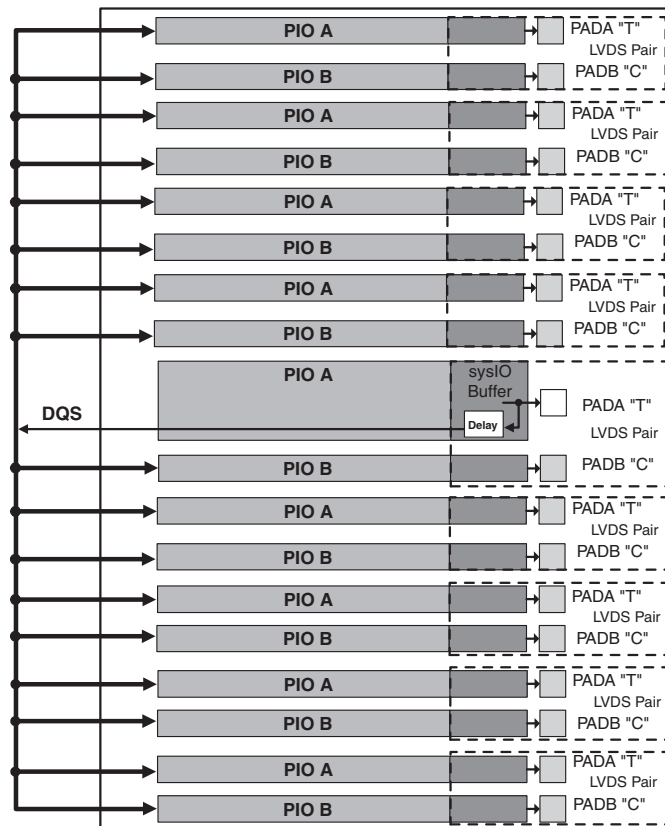 PIO A
PADA "T"
LVDS Pair
PIO B
PADB "C"
PIO A
PADA "T"
LVDS Pair
PIO B
PADB "C"
PIO A
PADA "T"
LVDS Pair
PIO B
PADB "C"
PIO A
PADA "T"
LVDS Pair
PIO B
PADB "C"
PIO A
sysIO
Buffer
PADA "T"
DQS
Delay
LVDS Pair
PIO B
PADB "C"
PIO A
PADA "T"
LVDS Pair
PIO B
PADB "C"
PIO A
PADA "T"
LVDS Pair
PIO B
PADB "C"
PIO A
PADA "T"
LVDS Pair
PIO B
PADB "C"
PIO A
PADA "T"
LVDS Pair
PIO B
PADB "C"